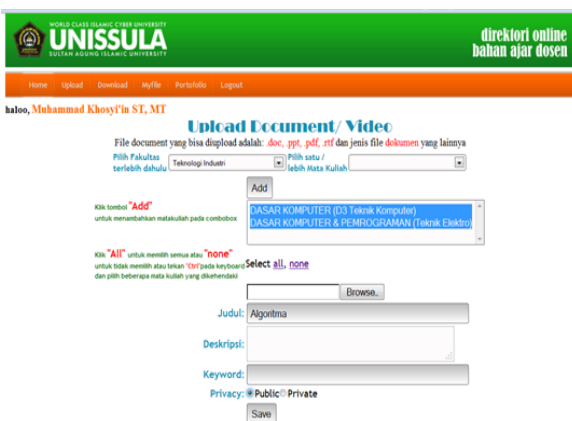 WORLD CLASS ISLAMIC CYBER UNIVERSITY
UNISSULA
SULTAN AGUNG ISLAMIC UNIVERSITY
direktori online
bahan ajar dosen
Home Upload Download Myfile Portofolio Logout
haloo, Muhammad Khosyi'in ST, MT
Upload Document/ Video
File document yang bisa diupload adalah: .doc, .ppt, .pdf, .rtf dan jenis file dokumen yang lainnya
Pilih Fakultas
terlebih dahulu
Teknologi Industri
Pilih satu /
lebih Mata Kuliah
Add
Klik tombol "Add"
untuk menambahkan matakuliah pada combobox
DASAR KOMPUTER (D3 Teknik Komputer)
DASAR KOMPUTER & PEMROGRAMAN (Teknik Elektro)
Klik "All" untuk memilih semua atau "none"
untuk tidak memilih atau tekan "Ctrl" pada keyboard
dan pilih beberapa mata kuliah yang dikehendaki
Select all, none
Browse..
Judul: Algoritma
Deskripsi:
Keyword:
Privacy: Public Private
Save